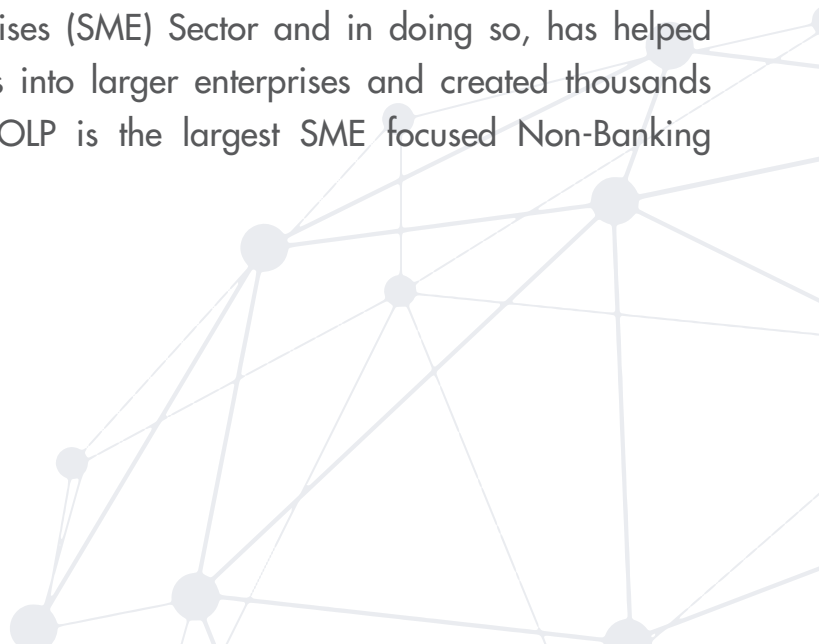 ises (SME) Sector and in doing so, has helped
s into larger enterprises and created thousands
OLP is the largest SME focused Non-Banking